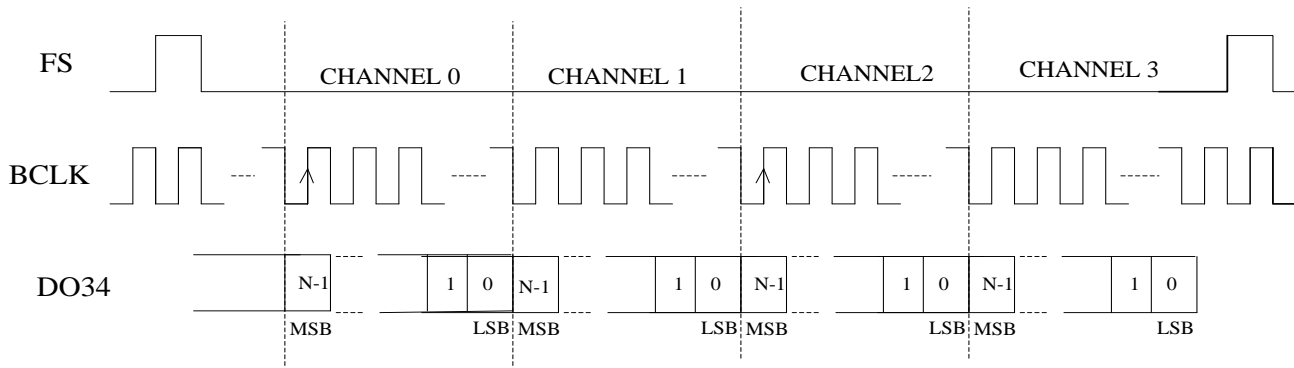 FS
CHANNEL 0
CHANNEL 1
CHANNEL2
CHANNEL 3
BCLK
DO34
N-1
1
0
N-1
1
0
N-1
1
0
N-1
1
0
MSB
LSB
MSB
LSB
MSB
LSB
MSB
LSB